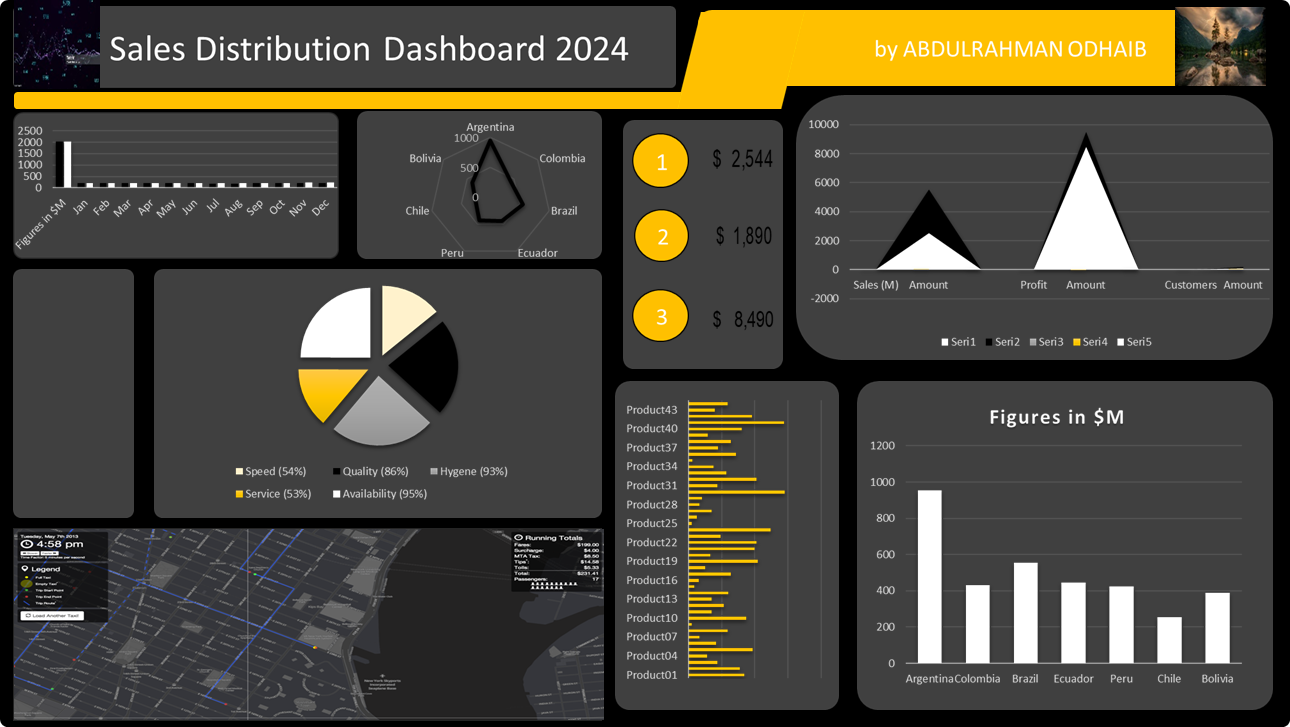 Sales Distribution Dashboard 2024
by ABDULRAHMAN ODHAIB
2500
2000
1500
1000
500
0
Figures in $M
Jan
Feb
Mar
Apr
May
Jun
Jul
Aug
Sep
Oct
Nov
Dec
Argentina
1000
Bolivia
Colombia
500
0
Chile
Brazil
Peru
Ecuador
1
$ 2,544
2
$ 1,890
3
$ 8,490
10000
8000
6000
4000
2000
0
-2000
Sales (M)
Amount
Profit
Amount
Customers
Amount
Seri1
Seri2
Seri3
Seri4
Seri5
Speed (54%)
Quality (86%)
Hygene (93%)
Service (53%)
Availability (95%)
Product43
Product40
Product37
Product34
Product31
Product28
Product25
Product22
Product19
Product16
Product13
Product10
Product07
Product04
Product01
Figures in $M
1200
1000
800
600
400
200
0
Argentina
Colombia
Brazil
Ecuador
Peru
Chile
Bolivia
Tuesday, May 7th 2013
4:58 pm
Legend
Full Taxi
Empty Taxi
Trip Start Point
Trip End Point
Trip Route
Load Another Taxi!
Running Totals
Fares: $199.00
Surcharge: $4.00
MTA Tax: $8.50
Tips: $14.58
Tolls: $5.33
Total: $231.41
Passengers: 17
New York Skyports
Incorporated
Seaplane Base